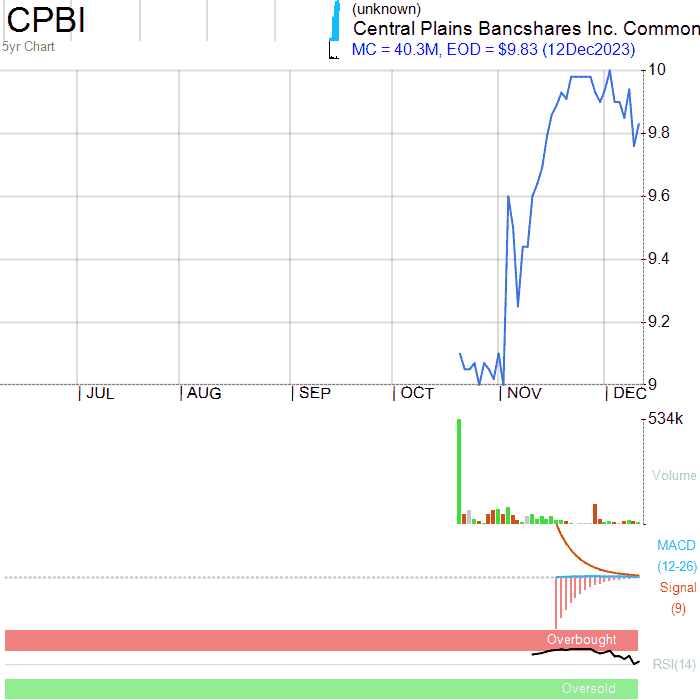 CPBI
5yr Chart
(unknown)
Central Plains Bancshares Inc. Common
MC = 40.3M, EOD = $9.83 (12Dec2023)
10
9.8
9.6
9.4
9.2
9
JUL AUG SEP OCT NOV DEC
534k
Volume
MACD
(12-26)
Signal
(9)
Overbought
RSI(14)
Oversold